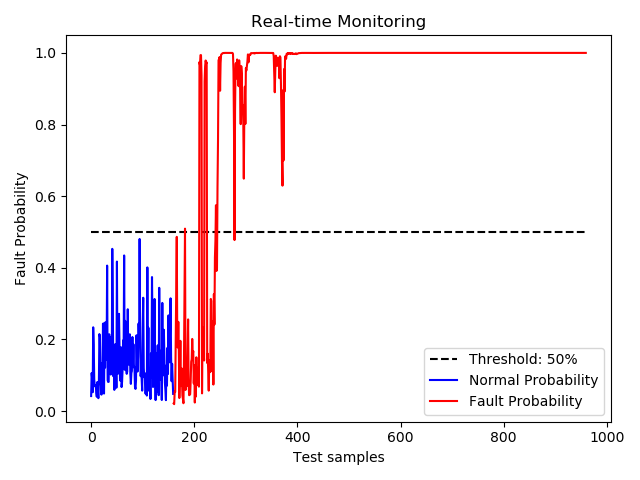 Real-time Monitoring
Fault Probability
1.0
0.8
0.6
0.4
0.2
0.0
Threshold: 50%
Normal Probability
Fault Probability
0 200 400 600 800 1000
Test samples